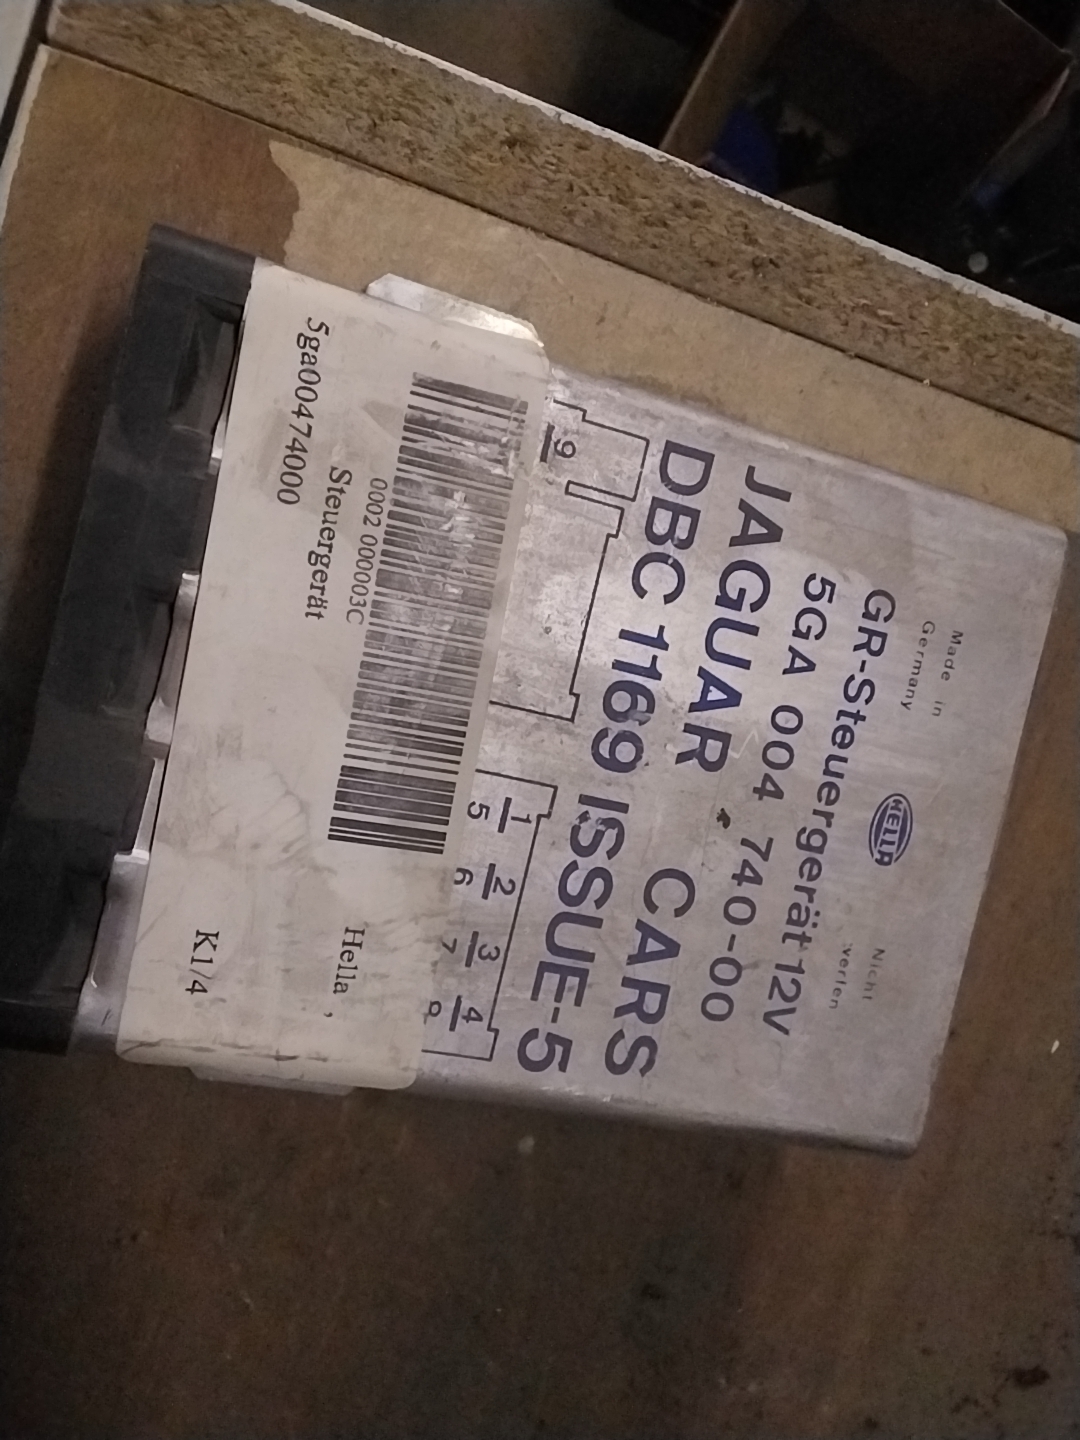 Made in
Germany
HELLA
Nicht
GR-Steuergerät 12V
5GA 004 740-00
JAGUAR CARS
DBC 1169 ISSUE-5
9
1 2 3 4
5 6 7
0002 000003C
Steuergerät
Hella ,
5ga00474000
K1/4